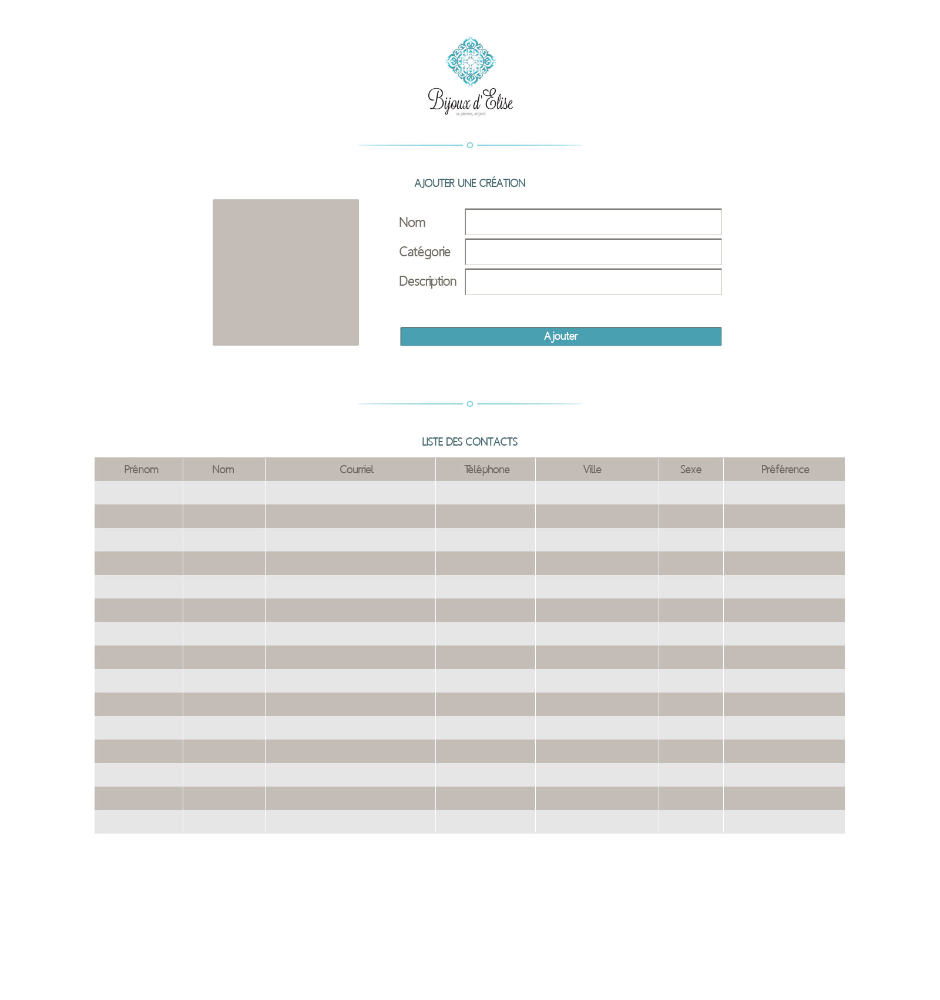 Bijoux d'Elise
or, pierres, argent
AJOUTER UNE CRÉATION
Nom
Catégorie
Description
Ajouter
LISTE DES CONTACTS
Prénom Nom Courriel Téléphone Ville Sexe Préférence